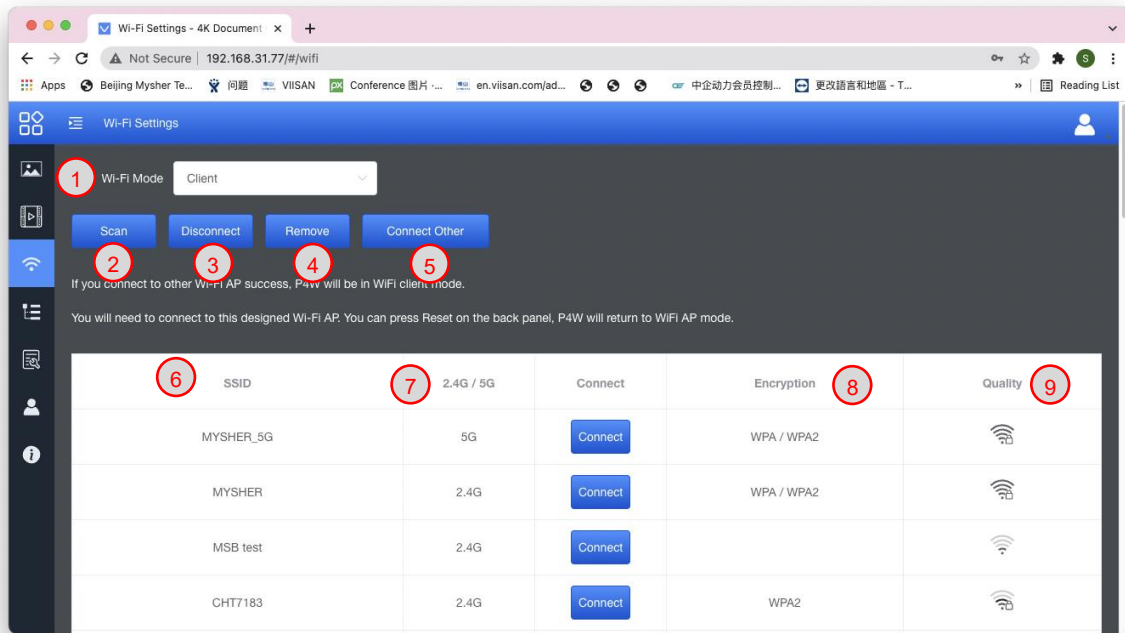 Wi-Fi Settings - 4K Document
Not Secure | 192.168.31.77/#/wifi
S
Apps Beijing Mysher Te... 问题 VIISAN Conference 图片 -... en.viisan.com/ad... 中企动力会员控制... 更改語言和地區 - T... » Reading List
Wi-Fi Settings
1 Wi-Fi Mode Client
Scan Disconnect Remove Connect Other
2 3 4 5
If you connect to other Wi-Fi AP success, P4W will be in WiFi client mode.
You will need to connect to this designed Wi-Fi AP. You can press Reset on the back panel, P4W will return to WiFi AP mode.
6 SSID 7 2.4G / 5G Connect Encryption 8 Quality 9
MYSHER_5G 5G Connect WPA / WPA2
MYSHER 2.4G Connect WPA / WPA2
MSB test 2.4G Connect
CHT7183 2.4G Connect WPA2